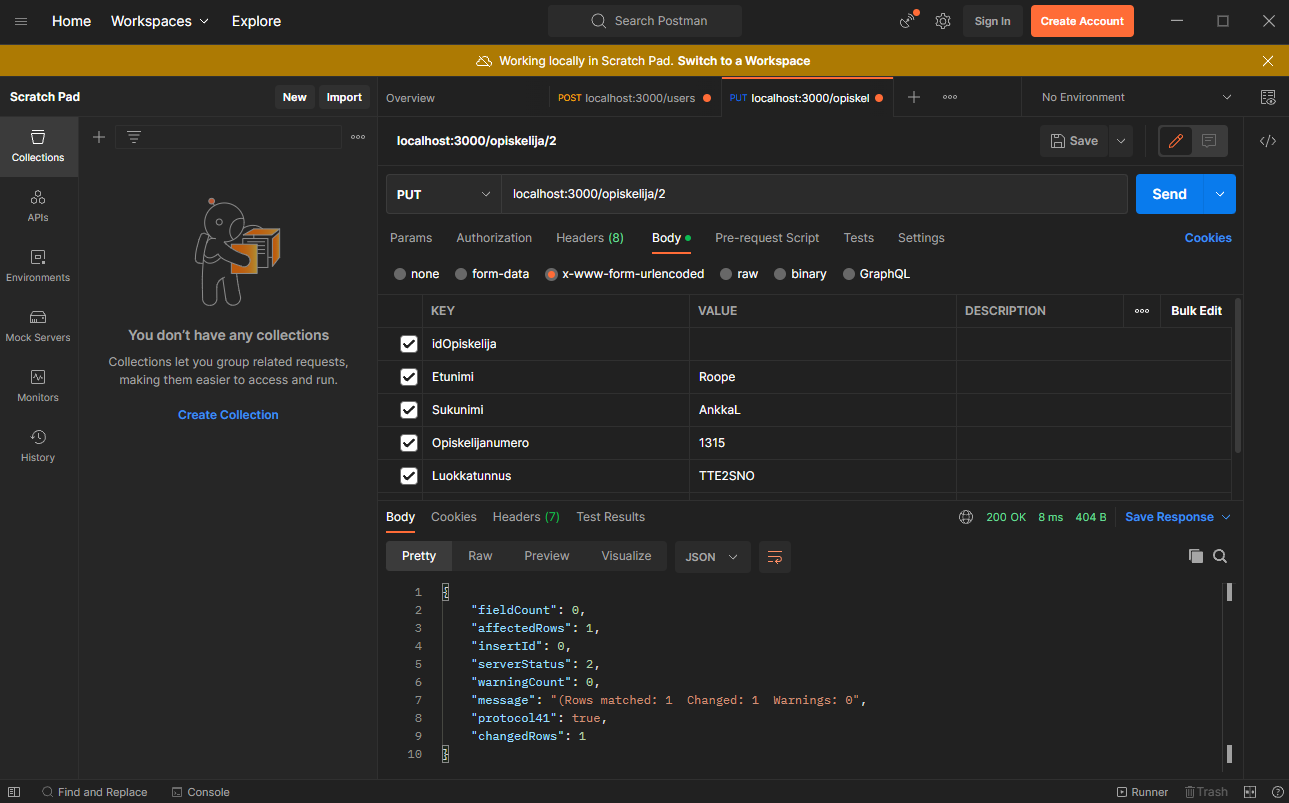 Home Workspaces Explore Search Postman Sign In Create Account
Working locally in Scratch Pad. Switch to a Workspace
Scratch Pad New Import
Overview POST localhost:3000/users PUT localhost:3000/opiskel No Environment
Collections
APIs
Environments
Mock Servers
Monitors
History
You don't have any collections
Collections let you group related requests,
making them easier to access and run.
Create Collection
localhost:3000/opiskelija/2 Save
PUT localhost:3000/opiskelija/2 Send
Params Authorization Headers (8) Body Pre-request Script Tests Settings Cookies
none form-data x-www-form-urlencoded raw binary GraphQL
KEY VALUE DESCRIPTION Bulk Edit
idOpiskelija
Etunimi Roope
Sukunimi AnkkaL
Opiskelijanumero 1315
Luokkatunnus TTE2SNO
Body Cookies Headers (7) Test Results 200 OK 8 ms 404 B Save Response
Pretty Raw Preview Visualize JSON
1 {
2 "fieldCount": 0,
3 "affectedRows": 1,
4 "insertId": 0,
5 "serverStatus": 2,
6 "warningCount": 0,
7 "message": "(Rows matched: 1  Changed: 1  Warnings: 0",
8 "protocol41": true,
9 "changedRows": 1
10 }
Find and Replace Console Runner Trash